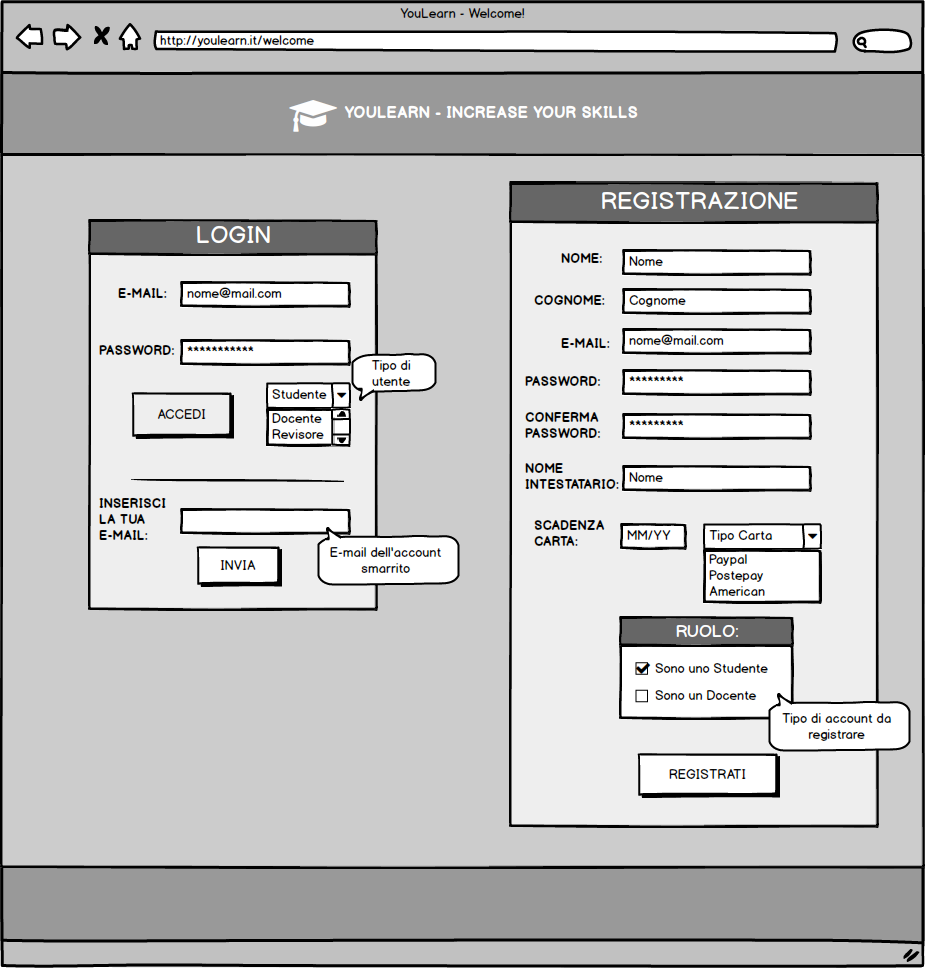 YouLearn - Welcome!
http://youlearn.it/welcome
YOULEARN - INCREASE YOUR SKILLS
LOGIN
E-MAIL:
nome@mail.com
PASSWORD:
***********
Tipo di
utente
ACCEDI
Studente
Docente
Revisore
INSERISCI
LA TUA
E-MAIL:
E-mail dell'account
smarrito
INVIA
REGISTRAZIONE
NOME:
Nome
COGNOME:
Cognome
E-MAIL:
nome@mail.com
PASSWORD:
*********
CONFERMA
PASSWORD:
*********
NOME
INTESTATARIO:
Nome
SCADENZA
CARTA:
MM/YY
Tipo Carta
Paypal
Postepay
American
RUOLO:
Sono uno Studente
Sono un Docente
Tipo di account da
registrare
REGISTRATI